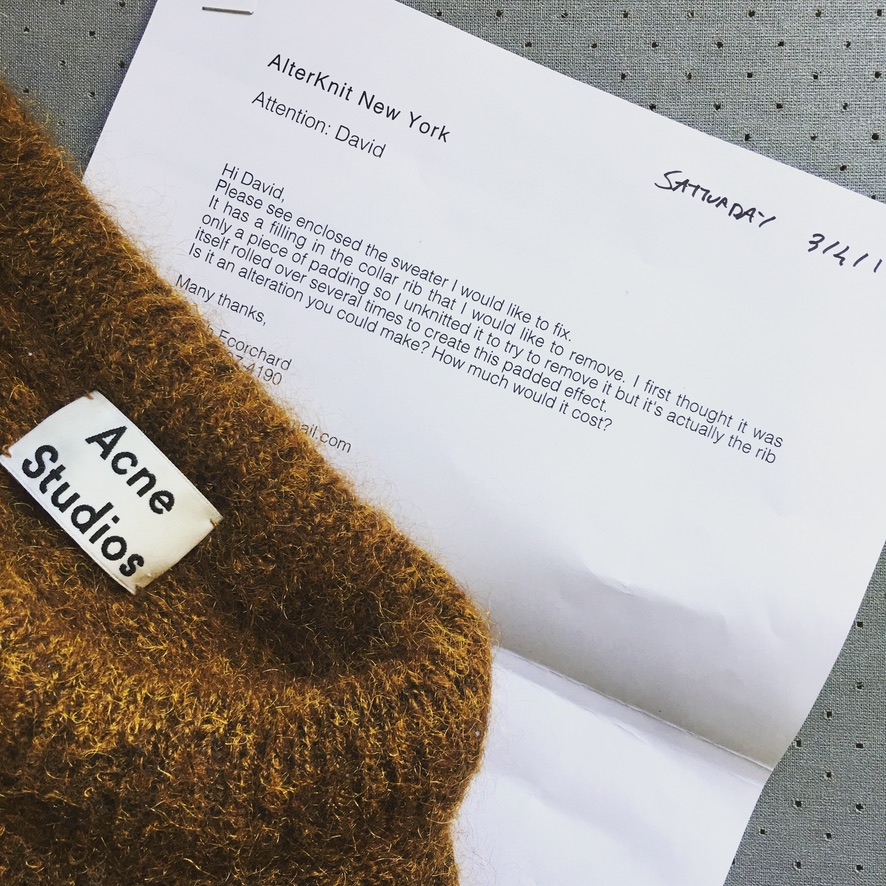 AlterKnit New York
Attention: David
SATURDAY 3/4/1
Hi David,
Please see enclosed the sweater I would like to fix.
It has a filling in the collar rib that I would like to remove. I first thought it was
only a piece of padding so I unknitted it to try to remove it but it's actually the rib
itself rolled over several times to create this padded effect.
Is it an alteration you could make? How much would it cost?
Many thanks,
Ecorchard
4190
ail.com
Acne
Studios